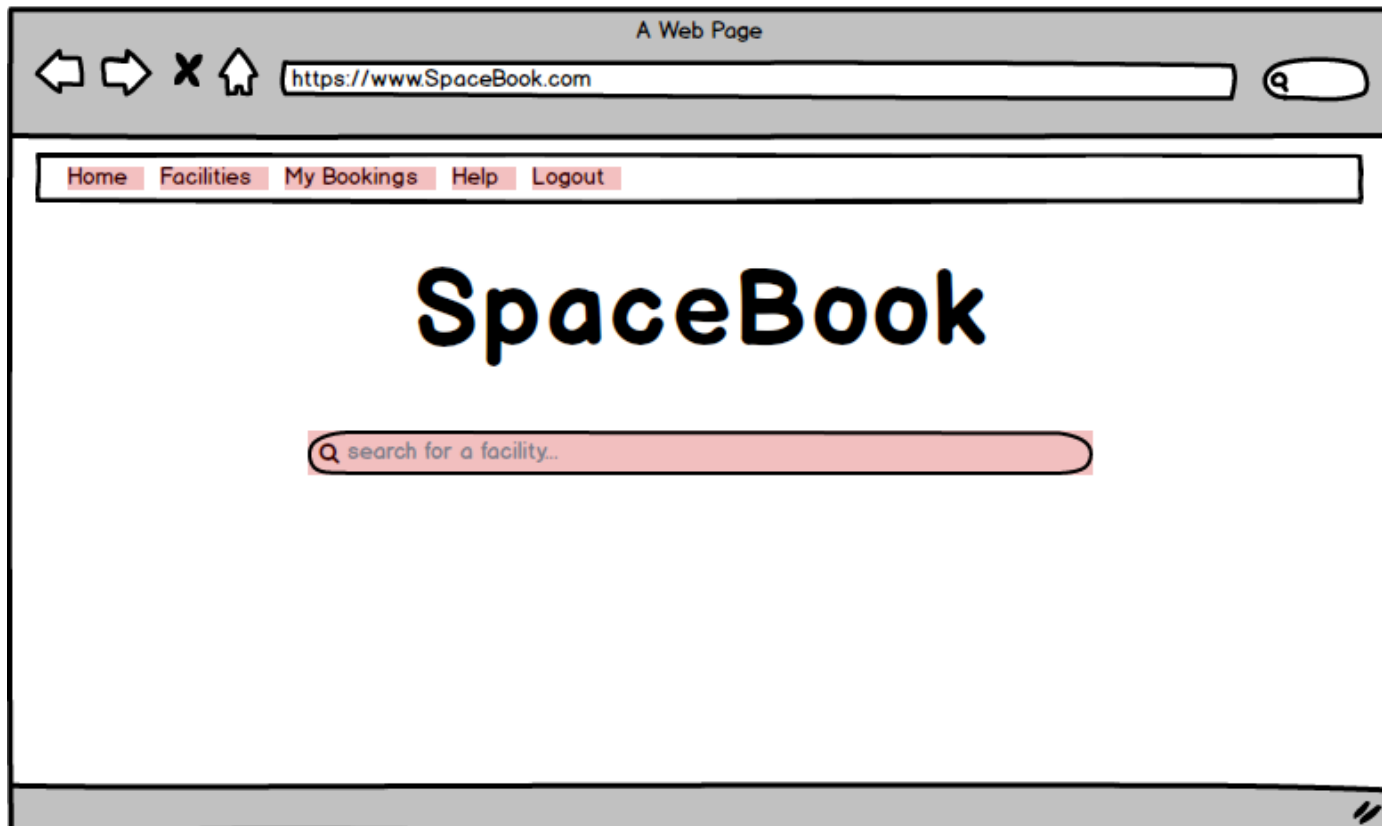 A Web Page
https://www.SpaceBook.com
Home Facilities My Bookings Help Logout
SpaceBook
search for a facility...